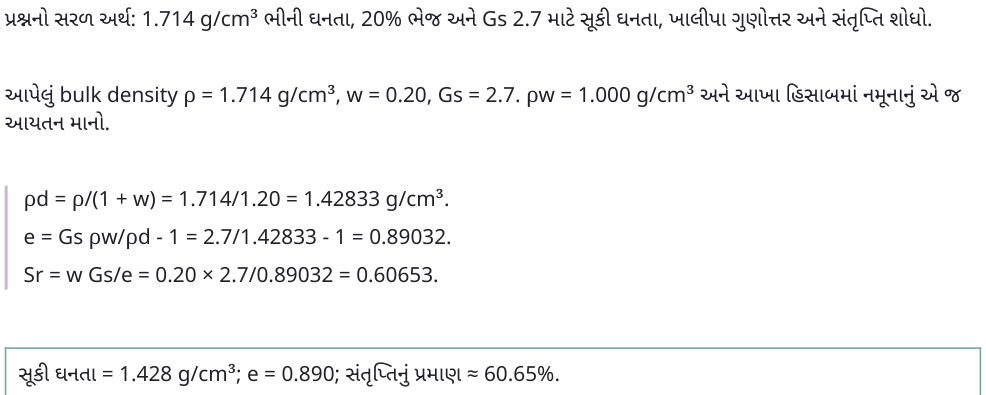 પ્રશ્નનો સરળ અર્થ: 1.714 g/cm³ ભીની ઘનતા, 20% ભેજ અને Gs 2.7 માટે સૂકી ઘનતા, ખાલીપા ગુણોત્તર અને સંતૃપ્તિ શોધો.
આપેલું bulk density ρ = 1.714 g/cm³, w = 0.20, Gs = 2.7. ρw = 1.000 g/cm³ અને આખા હિસાબમાં નમૂનાનું એ જ
આયતન માનો.
ρd = ρ/(1 + w) = 1.714/1.20 = 1.42833 g/cm³.
e = Gs ρw/ρd - 1 = 2.7/1.42833 - 1 = 0.89032.
Sr = w Gs/e = 0.20 × 2.7/0.89032 = 0.60653.
સૂકી ઘનતા = 1.428 g/cm³; e = 0.890; સંતૃપ્તિનું પ્રમાણ ≈ 60.65%.